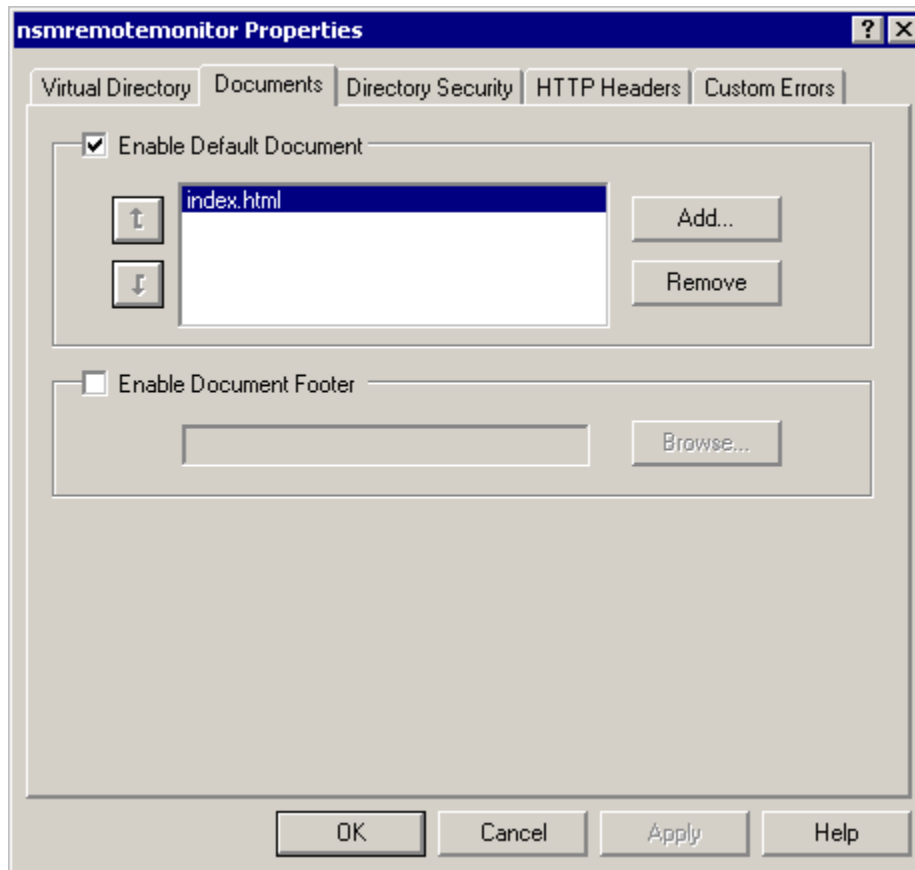 nsmremotemonitor Properties
Virtual Directory Documents Directory Security HTTP Headers Custom Errors
Enable Default Document
index.html
Add...
Remove
Enable Document Footer
Browse...
OK Cancel Apply Help